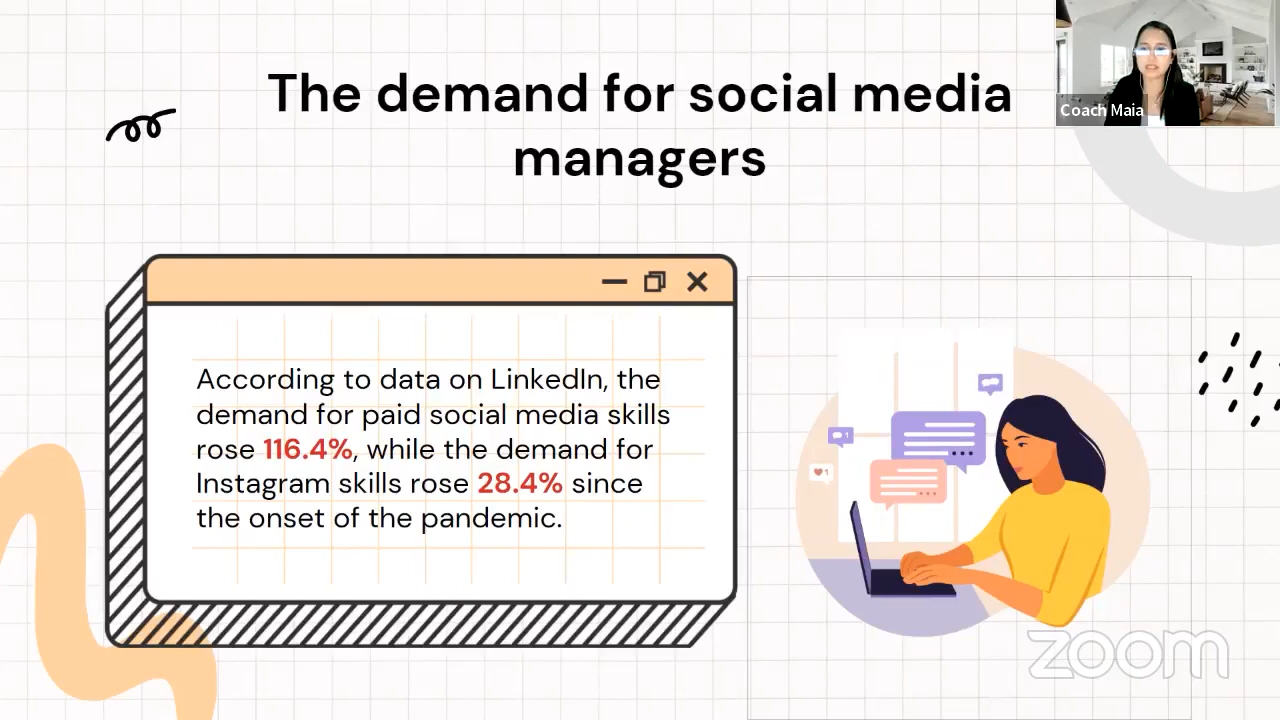 The demand for social media
managers
Coach Maia
According to data on LinkedIn, the
demand for paid social media skills
rose 116.4%, while the demand for
Instagram skills rose 28.4% since
the onset of the pandemic.
1
1
zoom